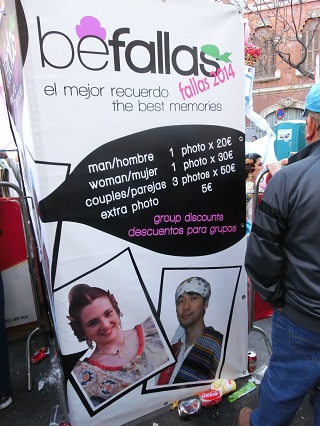 befallas
fallas 2014
el mejor recuerdo
the best memories
man/hombre 1 photo x 20€
woman/mujer 1 photo x 30€
couples/parejas 3 photos x 50€
extra photo 5€
group discounts
descuentos para grupos